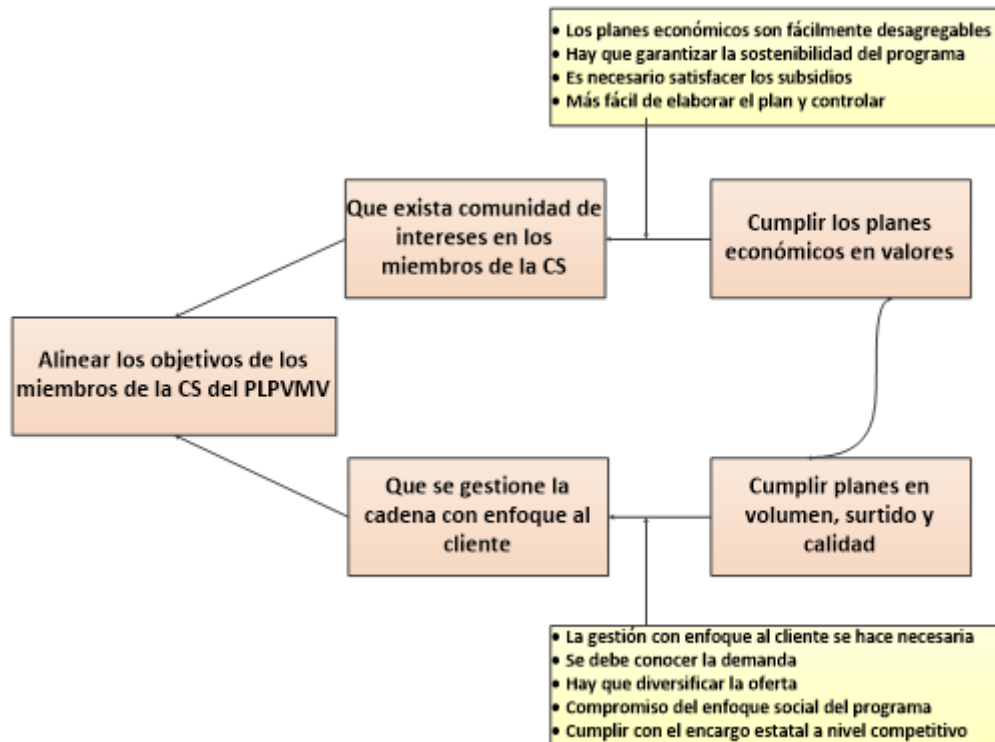 • Los planes económicos son fácilmente desagregables
• Hay que garantizar la sostenibilidad del programa
• Es necesario satisfacer los subsidios
• Más fácil de elaborar el plan y controlar
Que exista comunidad de
intereses en los
miembros de la CS
Cumplir los planes
económicos en valores
Alinear los objetivos de los
miembros de la CS del PLPVMV
Que se gestione la
cadena con enfoque al
cliente
Cumplir planes en
volumen, surtido y
calidad
• La gestión con enfoque al cliente se hace necesaria
• Se debe conocer la demanda
• Hay que diversificar la oferta
• Compromiso del enfoque social del programa
• Cumplir con el encargo estatal a nivel competitivo